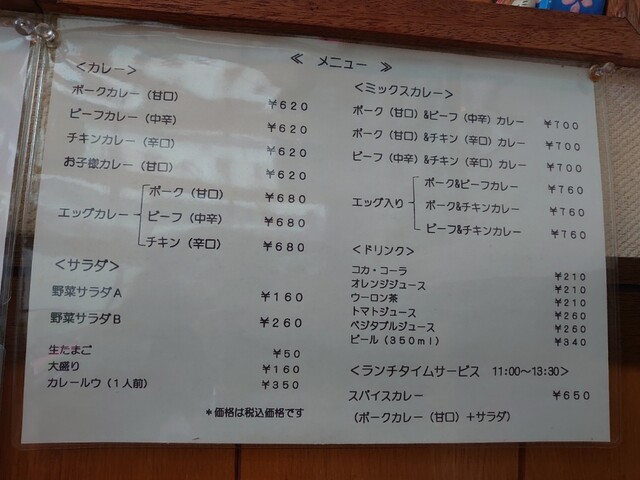 ≪ メニュー ≫
＜カレー＞
ポークカレー（甘口） ￥620
ビーフカレー（中辛） ￥620
チキンカレー（辛口） ￥620
お子様カレー（甘口） ￥620
エッグカレー
ポーク（甘口） ￥680
ビーフ（中辛） ￥680
チキン（辛口） ￥680
＜サラダ＞
野菜サラダA ￥160
野菜サラダB ￥260
生たまご ￥50
大盛り ￥160
カレールウ（1人前） ￥350
＊価格は税込価格です
＜ミックスカレー＞
ポーク（甘口）&ビーフ（中辛）カレー ￥700
ポーク（甘口）&チキン（辛口）カレー ￥700
ビーフ（中辛）&チキン（辛口）カレー ￥700
エッグ入り
ポーク&ビーフカレー ￥760
ポーク&チキンカレー ￥760
ビーフ&チキンカレー ￥760
＜ドリンク＞
コカ・コーラ ￥210
オレンジジュース ￥210
ウーロン茶 ￥210
トマトジュース ￥260
ベジタブルジュース ￥260
ビール（350ml） ￥340
＜ランチタイムサービス 11:00～13:30＞
スパイスカレー ￥650
（ポークカレー（甘口）＋サラダ）